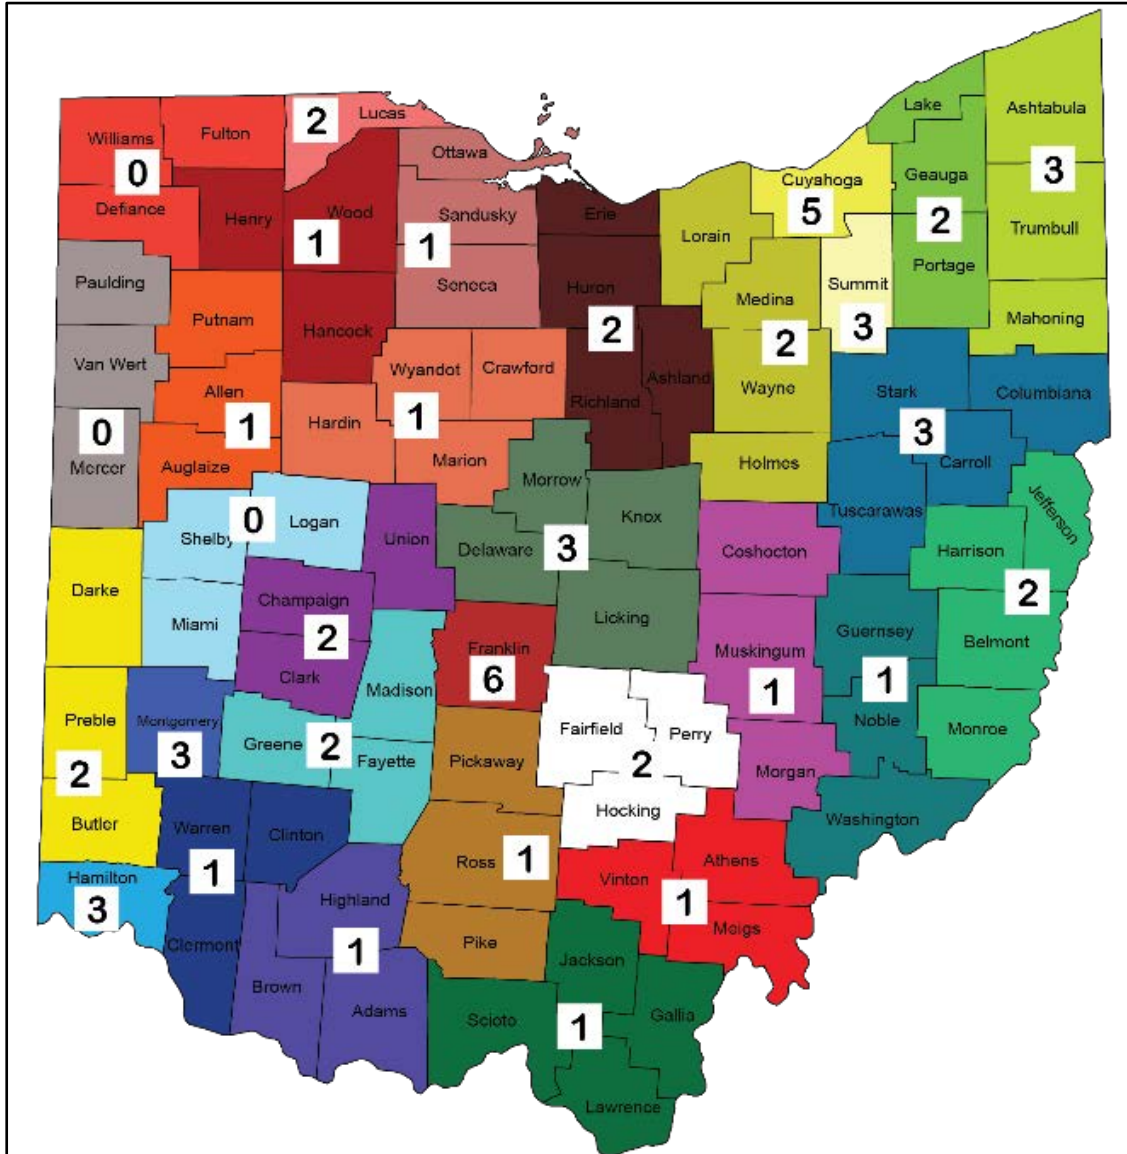 Williams
Fulton
2
Lucas
Lake
Ashtabula
0
Ottawa
Geauga
3
Defiance
Henry
Wood
Sandusky
Erie
Cuyahoga
5
2
1
1
Lorain
Trumbull
Paulding
Seneca
Huron
Medina
Summit
Portage
Putnam
Hancock
2
2
3
Mahoning
Van Wert
Allen
Wyandot
Crawford
Ashland
Wayne
Stark
Columbiana
0
1
Hardin
1
Richland
3
Mercer
Auglaize
Marion
Holmes
Carroll
Morrow
Jefferson
Shelby
0
Logan
Union
Knox
Tuscarawas
Delaware
3
Coshocton
Harrison
Darke
Champaign
2
Miami
2
Licking
Guernsey
Belmont
Clark
Franklin
6
Muskingum
1
1
Madison
Preble
Montgomery
Fairfield
Perry
Noble
Monroe
2
3
Greene
2
Fayette
Pickaway
2
Morgan
Butler
Warren
Clinton
Hocking
Washington
Hamilton
3
1
Ross
1
Vinton
Athens
Highland
1
Meigs
Clermont
1
Pike
Jackson
Brown
Adams
Scioto
1
Gallia
Lawrence